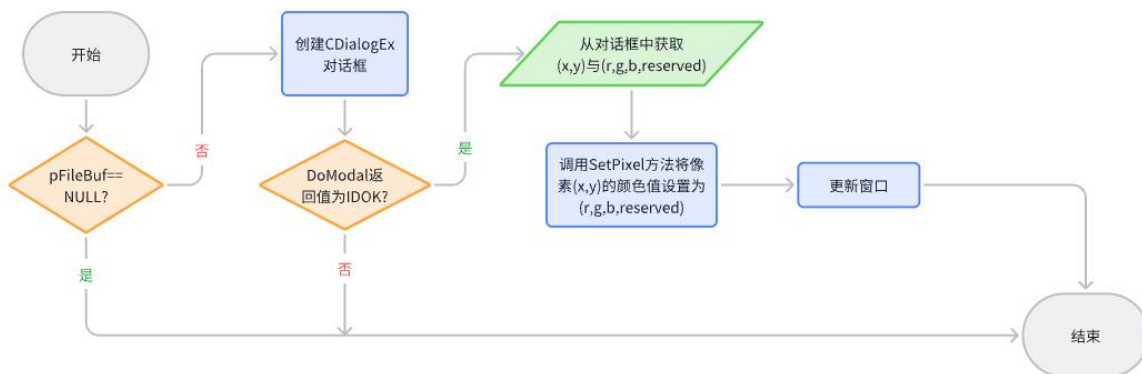 开始
pFileBuf==
NULL?
是
否
创建CDialogEx
对话框
DoModal返
回值为IDOK?
否
是
从对话框中获取
(x,y)与(r,g,b,reserved)
调用SetPixel方法将像
素(x,y)的颜色值设置为
(r,g,b,reserved)
更新窗口
结束